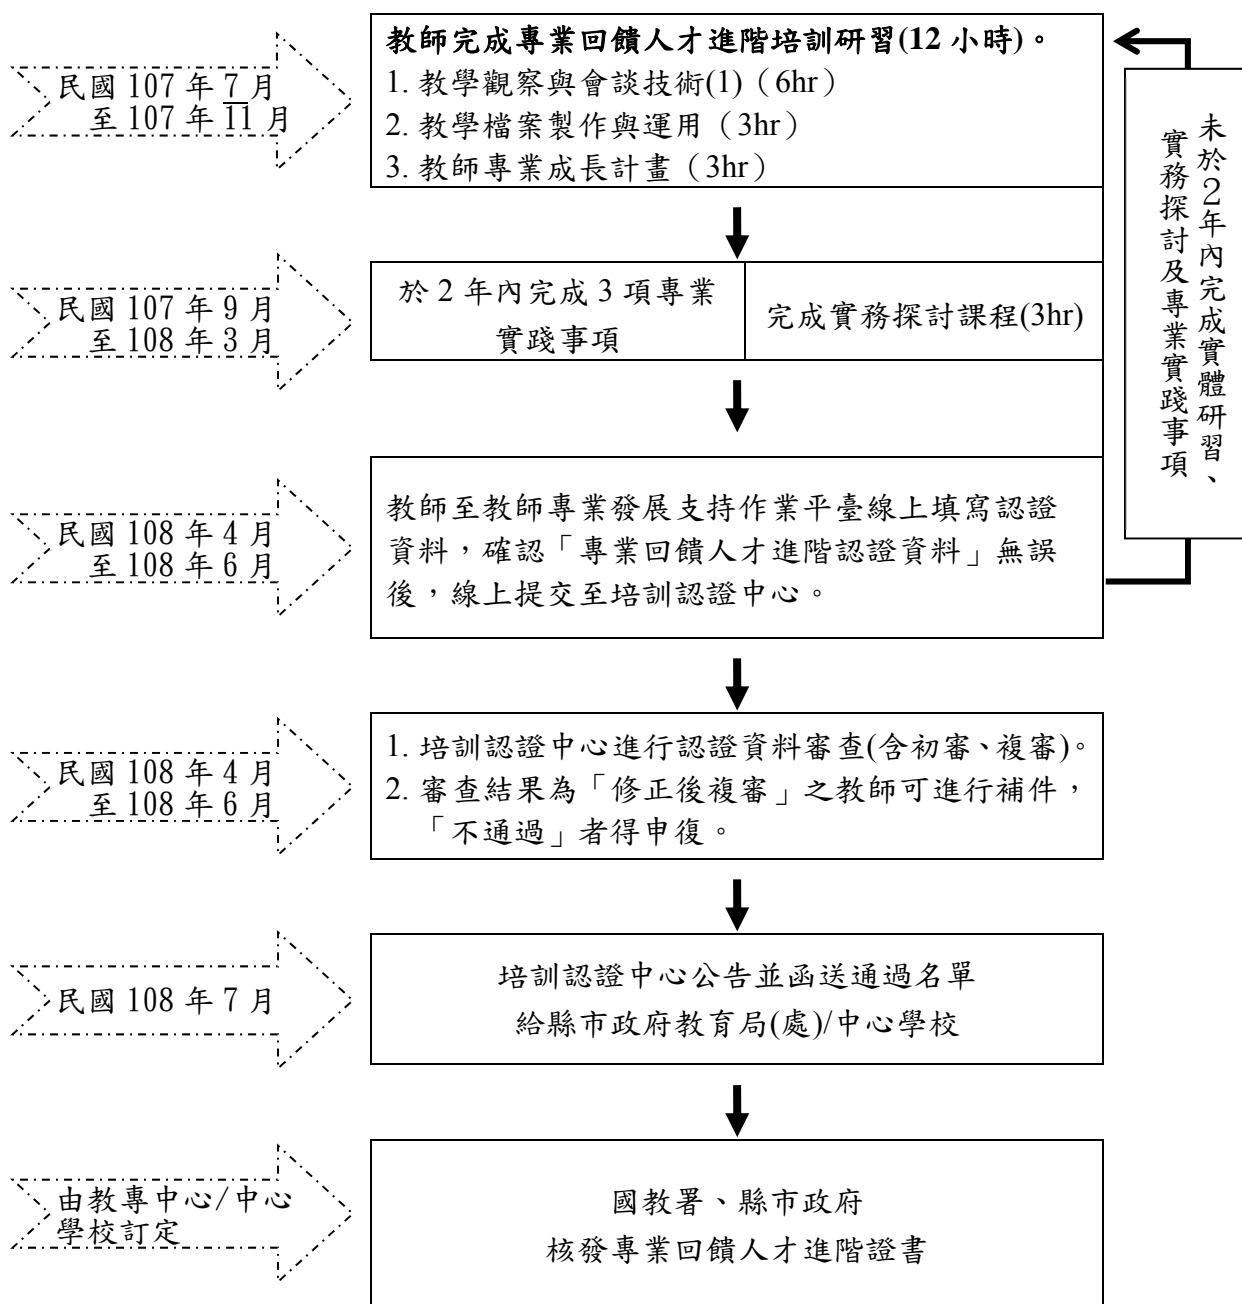 民國 107 年 7 月
至 107 年 11 月
教師完成專業回饋人才進階培訓研習(12 小時)。
1. 教學觀察與會談技術(1)（6hr）
2. 教學檔案製作與運用（3hr）
3. 教師專業成長計畫（3hr）
未於2年內完成實體研習、
實務探討及專業實踐事項
民國 107 年 9 月
至 108 年 3 月
於 2 年內完成 3 項專業
實踐事項
完成實務探討課程(3hr)
民國 108 年 4 月
至 108 年 6 月
教師至教師專業發展支持作業平臺線上填寫認證
資料，確認「專業回饋人才進階認證資料」無誤
後，線上提交至培訓認證中心。
民國 108 年 4 月
至 108 年 6 月
1. 培訓認證中心進行認證資料審查(含初審、複審)。
2. 審查結果為「修正後複審」之教師可進行補件，
「不通過」者得申復。
民國 108 年 7 月
培訓認證中心公告並函送通過名單
給縣市政府教育局(處)/中心學校
由教專中心/中心
學校訂定
國教署、縣市政府
核發專業回饋人才進階證書